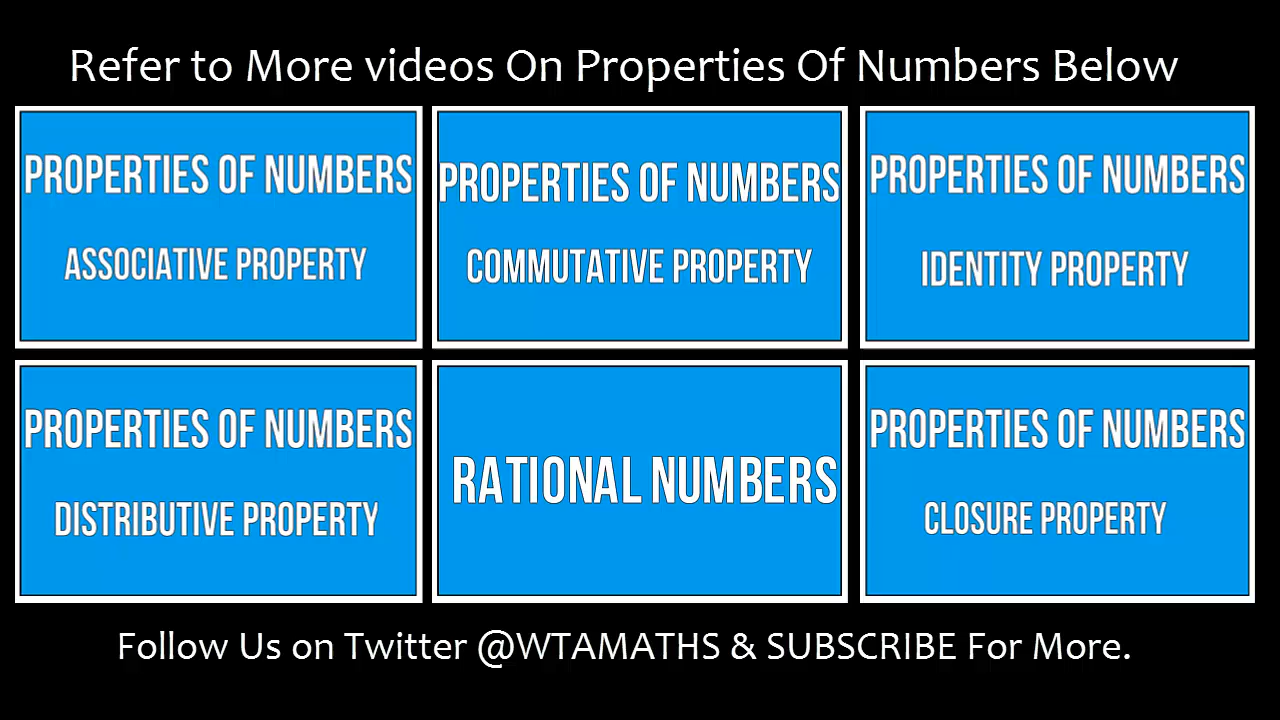 Refer to More videos On Properties Of Numbers Below
PROPERTIES OF NUMBERS
ASSOCIATIVE PROPERTY
PROPERTIES OF NUMBERS
COMMUTATIVE PROPERTY
PROPERTIES OF NUMBERS
IDENTITY PROPERTY
PROPERTIES OF NUMBERS
DISTRIBUTIVE PROPERTY
RATIONAL NUMBERS
PROPERTIES OF NUMBERS
CLOSURE PROPERTY
Follow Us on Twitter @WTAMATHS & SUBSCRIBE For More.